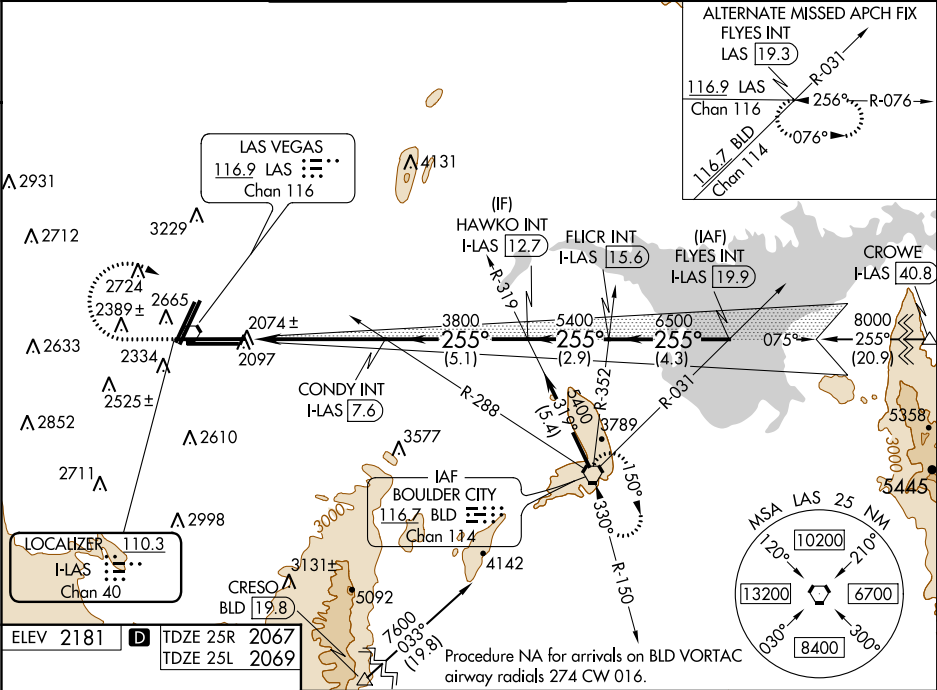 ALTERNATE MISSED APCH FIX
FLYES INT
LAS 19.3
R-031
116.9 LAS
Chan 116
256°
R-076
076°
116.7 BLD
Chan 114
LAS VEGAS
116.9 LAS
Chan 116
4131
2931
2712
3229
2724
2389±
2665
2074±
2097
2633
2334
2525±
2852
2610
2711
2998
3577
(IF)
HAWKO INT
I-LAS 12.7
FLICR INT
I-LAS 15.6
(IAF)
FLYES INT
I-LAS 19.9
CROWE
I-LAS 40.8
R-319
3800
255°
(5.1)
5400
255°
(2.9)
6500
255°
(4.3)
075°
8000
255°
(20.9)
CONDY INT
I-LAS 7.6
R-288
R-352
R-031
5400
319°
(5.4)
3789
5358
3000
5445
IAF
BOULDER CITY
116.7 BLD
Chan 114
150°
330°
R-150
4142
3000
LOCALIZER 110.3
I-LAS
Chan 40
3131±
5092
CRESO
BLD 19.8
7600
033°
(19.8)
MSA LAS 25 NM
120°
10200
210°
13200
6700
030°
8400
300°
ELEV 2181
D
TDZE 25R 2067
TDZE 25L 2069
Procedure NA for arrivals on BLD VORTAC
airway radials 274 CW 016.